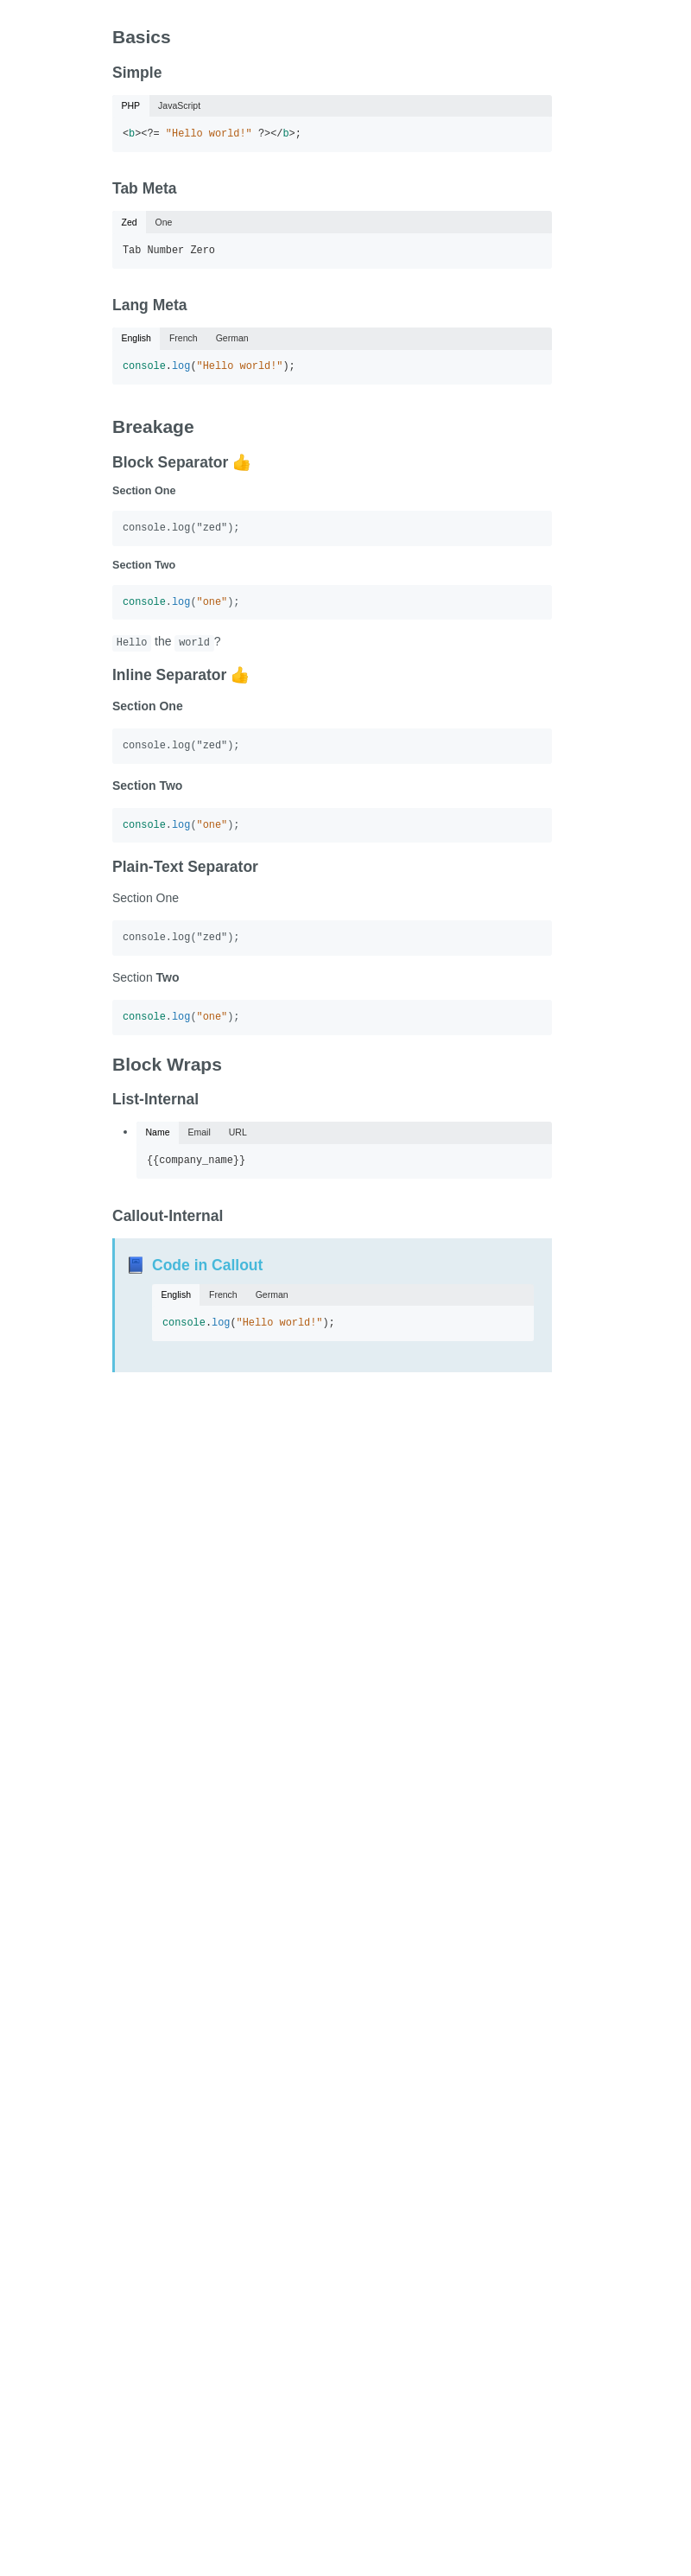 Basics
Simple
PHP JavaScript
<b><?= "Hello world!" ?></b>;
Tab Meta
Zed One
Tab Number Zero
Lang Meta
English French German
console.log("Hello world!");
Breakage
Block Separator 👍
Section One
console.log("zed");
Section Two
console.log("one");
Hello the world ?
Inline Separator 👍
Section One
console.log("zed");
Section Two
console.log("one");
Plain-Text Separator
Section One
console.log("zed");
Section Two
console.log("one");
Block Wraps
List-Internal
• Name Email URL
{{company_name}}
Callout-Internal
📘 Code in Callout
English French German
console.log("Hello world!");